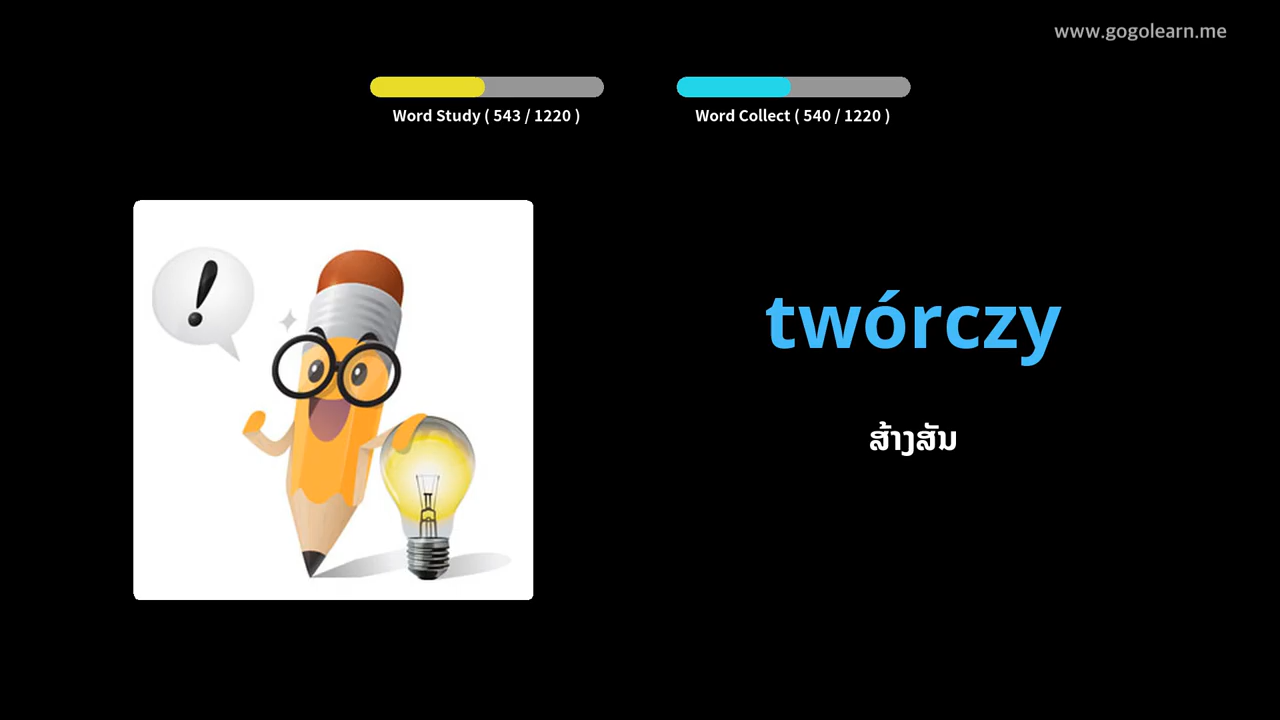 www.gogolearn.me
Word Study ( 543 / 1220 )
Word Collect ( 540 / 1220 )
!
twórczy
ສ້າງສັນ